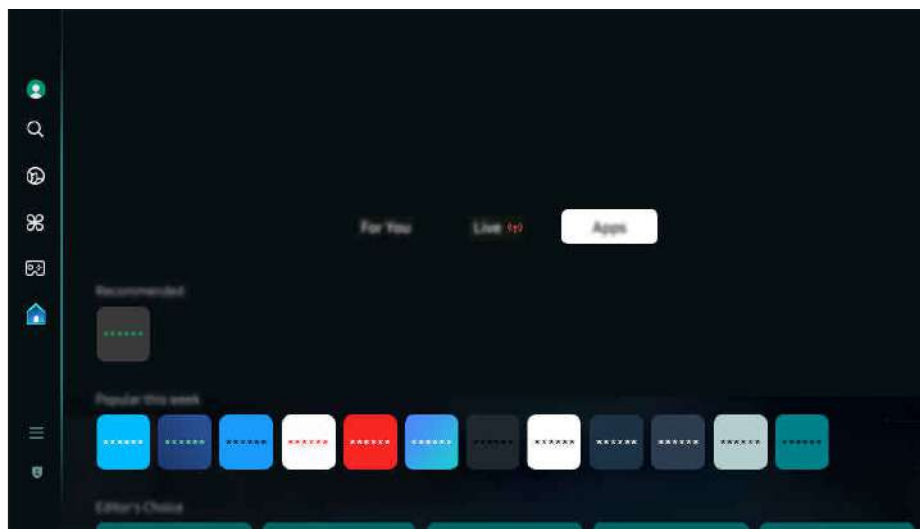 For You Live Apps
Recommended
******
Popular this week
****** ****** ****** ****** ****** ****** ****** ****** ****** ****** ****** ******
Editor's Choice